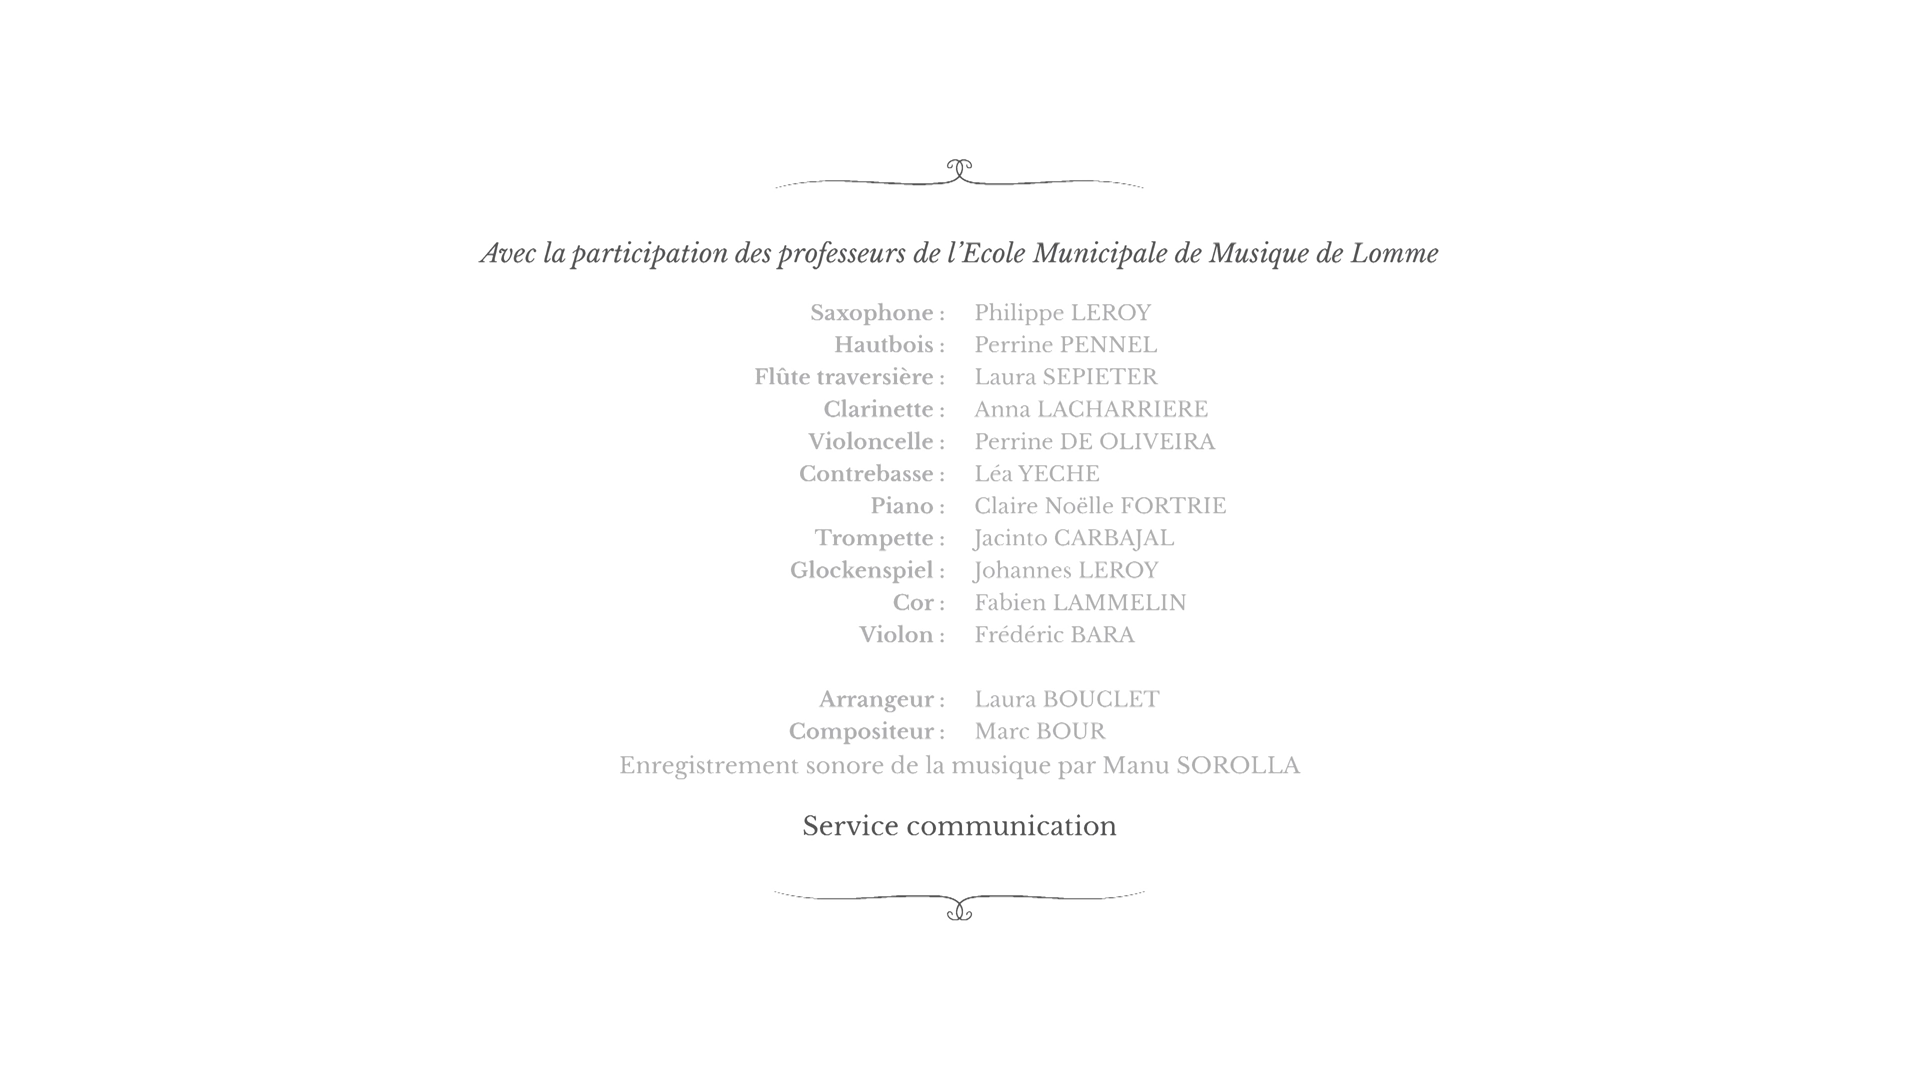 Avec la participation des professeurs de l’Ecole Municipale de Musique de Lomme
Saxophone : Philippe LEROY
Hautbois : Perrine PENNEL
Flûte traversière : Laura SEPIETER
Clarinette : Anna LACHARRIERE
Violoncelle : Perrine DE OLIVEIRA
Contrebasse : Léa YECHE
Piano : Claire Noëlle FORTRIE
Trompette : Jacinto CARBAJAL
Glockenspiel : Johannes LEROY
Cor : Fabien LAMMELIN
Violon : Frédéric BARA
Arrangeur : Laura BOUCLET
Compositeur : Marc BOUR
Enregistrement sonore de la musique par Manu SOROLLA
Service communication